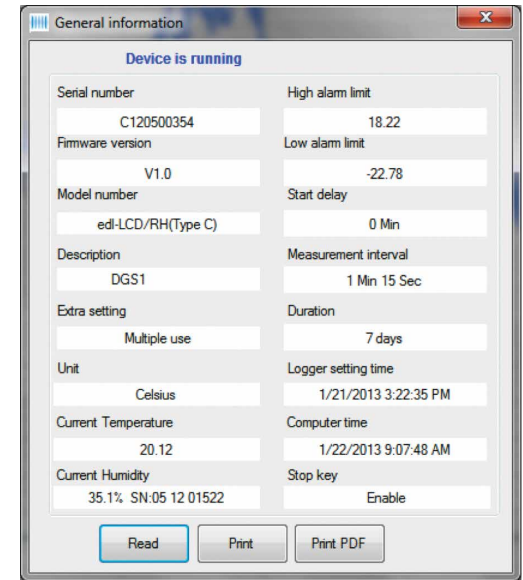 General information
Device is running
Serial number
C120500354
Firmware version
V1.0
Model number
edl-LCD/RH(Type C)
Description
DGS1
Extra setting
Multiple use
Unit
Celsius
Current Temperature
20.12
Current Humidity
35.1% SN:05 12 01522
High alarm limit
18.22
Low alarm limit
-22.78
Start delay
0 Min
Measurement interval
1 Min 15 Sec
Duration
7 days
Logger setting time
1/21/2013 3:22:35 PM
Computer time
1/22/2013 9:07:48 AM
Stop key
Enable
Read
Print
Print PDF